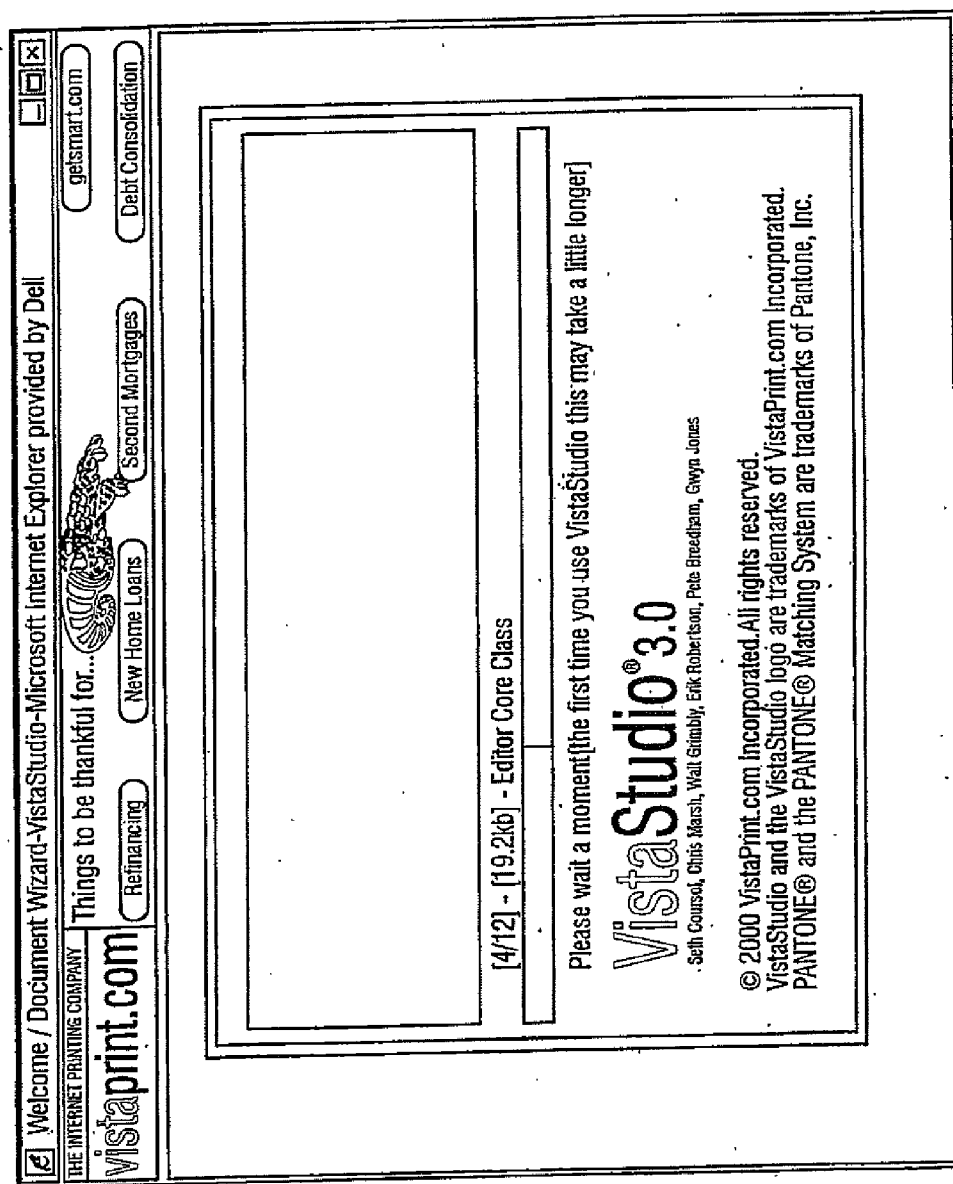 Welcome / Document Wizard-VistaStudio-Microsoft Internet Explorer provided by Dell
THE INTERNET PRINTING COMPANY
vistaprint.com
Things to be thankful for...
getsmart.com
Refinancing
New Home Loans
Second Mortgages
Debt Consolidation
[4/12] - [19.2kb] - Editor Core Class
Please wait a moment[the first time you use VistaStudio this may take a little longer]
VistaStudio® 3.0
Seth Coursol, Chris Marsh, Walt Grimbly, Erik Robertson, Pete Breedham, Gwyn Jones
© 2000 VistaPrint.com Incorporated.All rights reserved.
VistaStudio and the VistaStudio logo are trademarks of VistaPrint.com Incorporated.
PANTONE® and the PANTONE® Matching System are trademarks of Pantone, Inc.